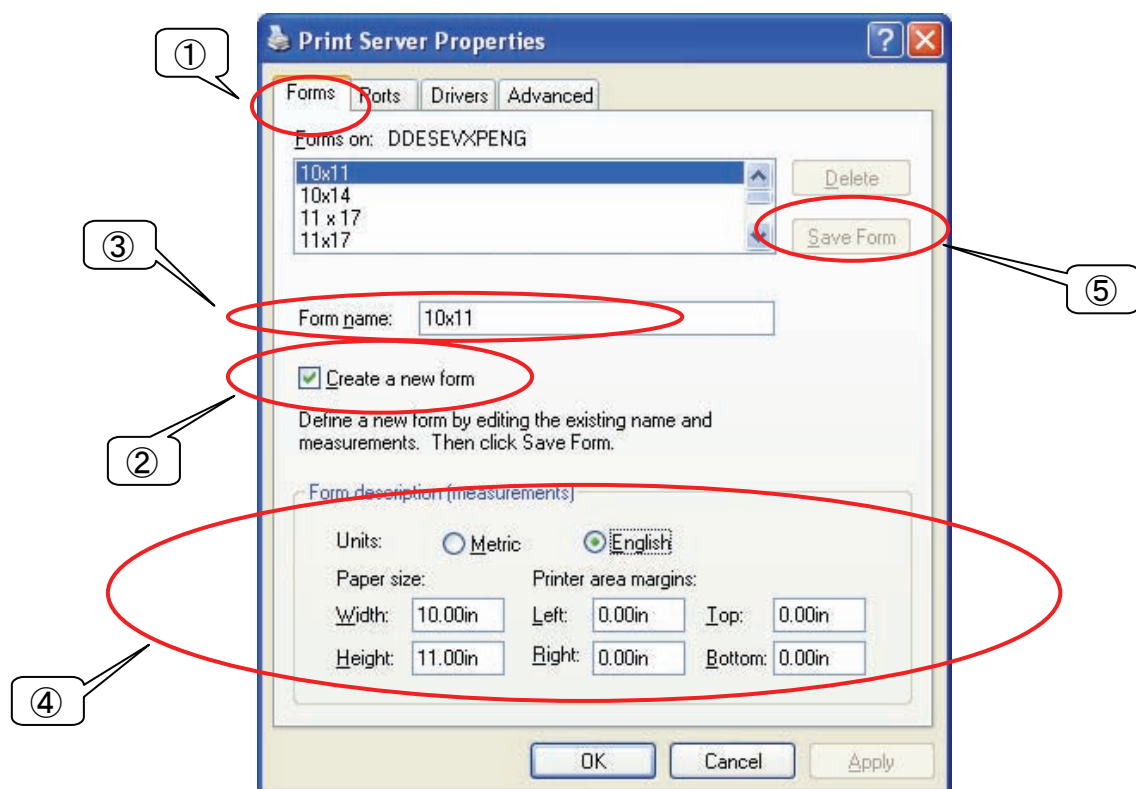 ①
Print Server Properties
Forms Ports Drivers Advanced
Forms on: DDESEVXPENG
10x11
10x14
11 x 17
11x17
Delete
Save Form
③
⑤
Form name: 10x11
Create a new form
②
Define a new form by editing the existing name and
measurements. Then click Save Form.
Form description (measurements)
Units: Metric English
Paper size: Printer area margins:
Width: 10.00in Left: 0.00in Top: 0.00in
Height: 11.00in Right: 0.00in Bottom: 0.00in
④
OK Cancel Apply